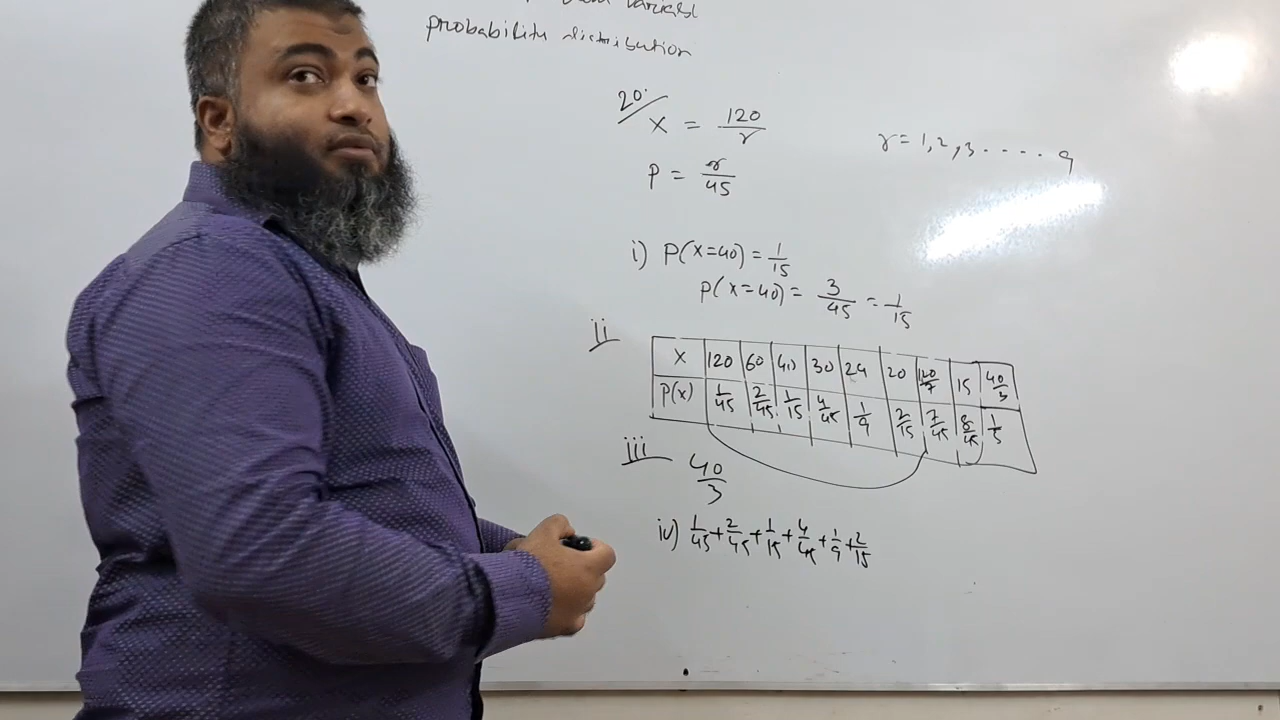 variabl
probability distribution
20. X = 120/r
r = 1, 2, 3 ..... 9
P = r/45
i) P(X=40) = 1/15
P(X=40) = 3/45 = 1/15
ii
X 120 60 40 30 24 20 120/7 15 40/3
P(X) 1/45 2/45 1/15 4/45 1/9 2/15 7/45 8/45 1/5
iii 40/3
iv) 1/45 + 2/45 + 1/15 + 4/45 + 1/9 + 2/15